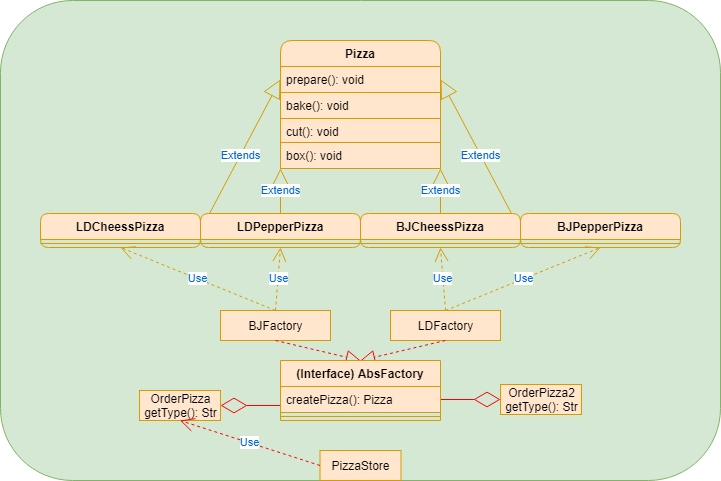 Pizza
prepare(): void
bake(): void
cut(): void
box(): void
Extends
Extends
Extends
Extends
LDCheessPizza
LDPepperPizza
BJCheessPizza
BJPepperPizza
Use
Use
Use
Use
BJFactory
LDFactory
(Interface) AbsFactory
createPizza(): Pizza
OrderPizza
getType(): Str
OrderPizza2
getType(): Str
Use
PizzaStore